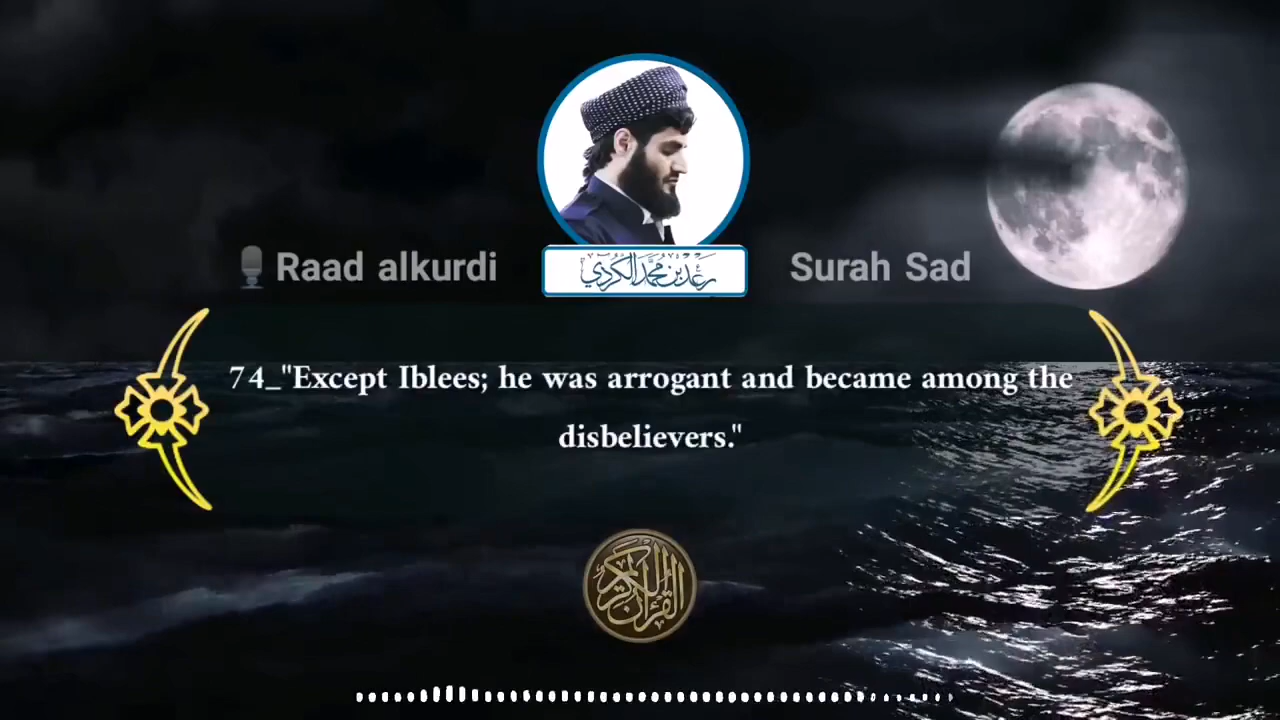 Raad alkurdi
رعد بن محمد الكردي
Surah Sad
74_"Except Iblees; he was arrogant and became among the
disbelievers."
القرآن الكريم